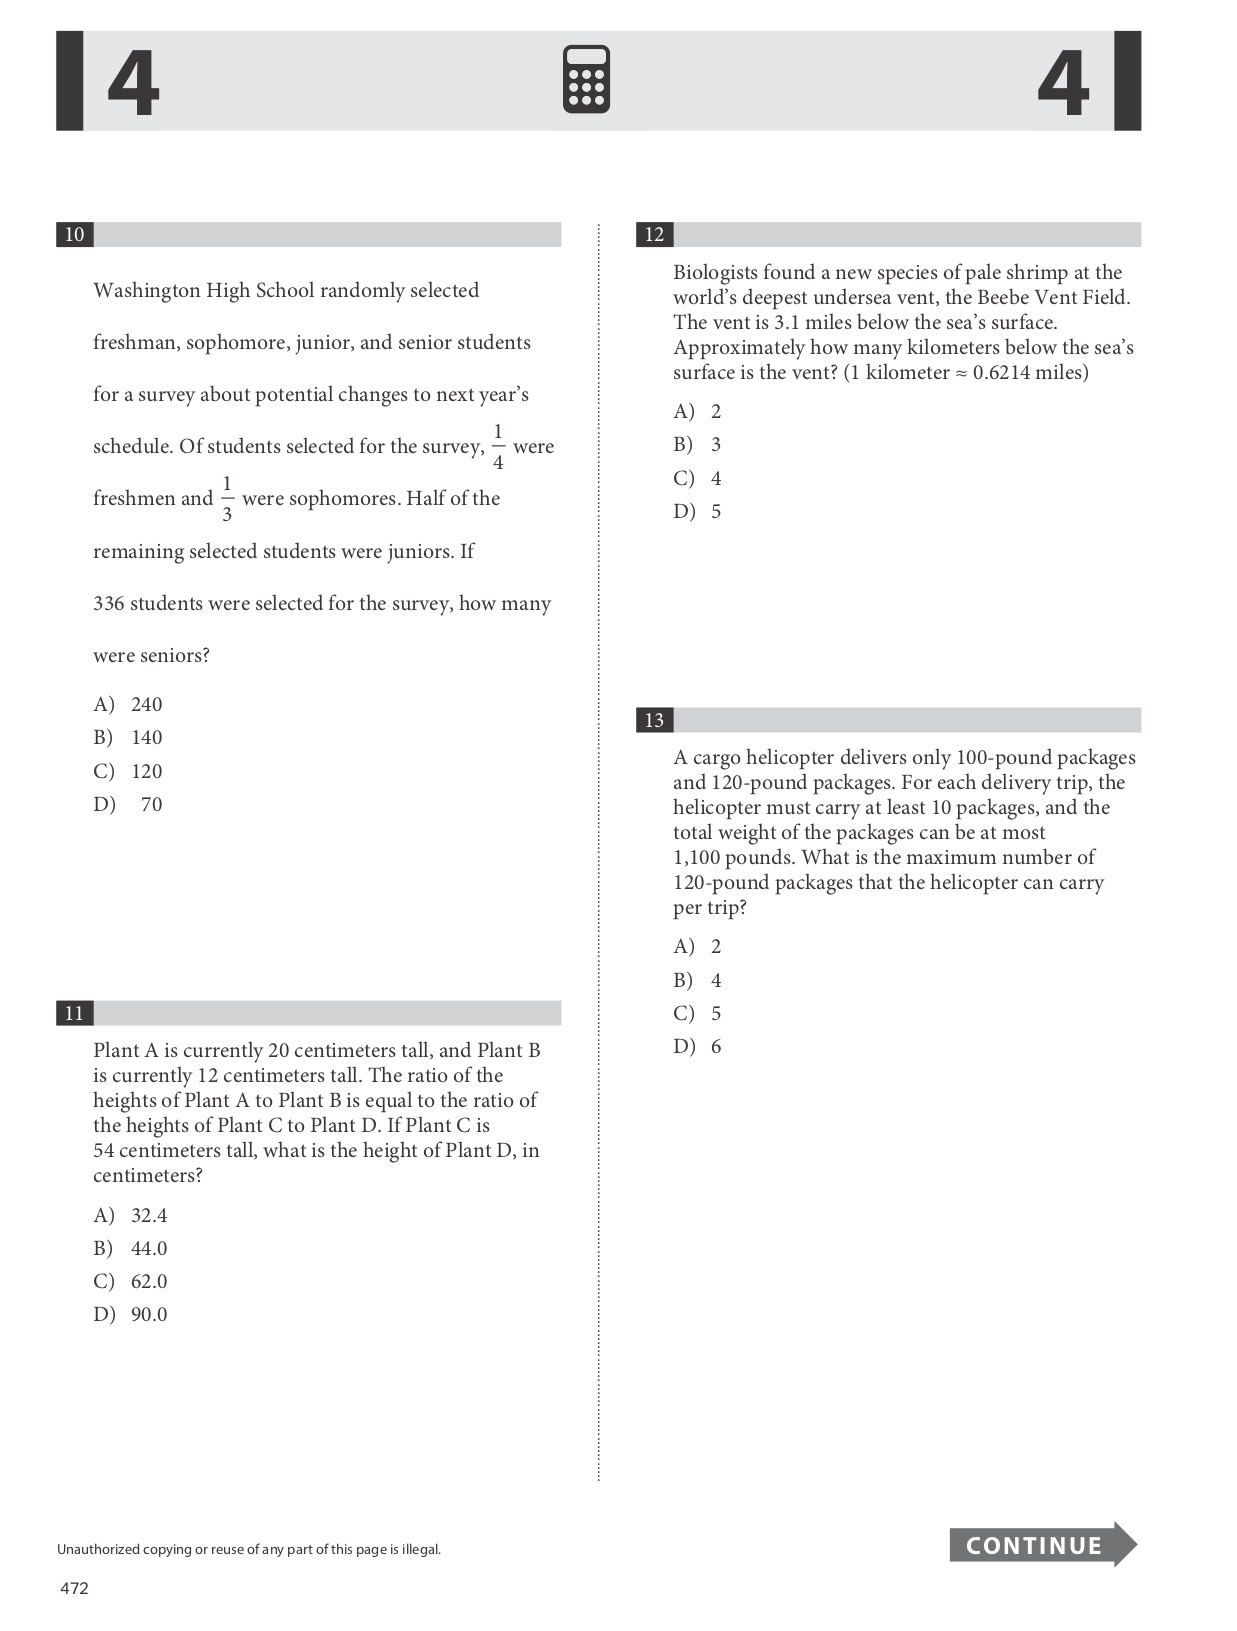 4
4
10
Washington High School randomly selected
freshman, sophomore, junior, and senior students
for a survey about potential changes to next year’s
schedule. Of students selected for the survey, 1/4 were
freshmen and 1/3 were sophomores. Half of the
remaining selected students were juniors. If
336 students were selected for the survey, how many
were seniors?
A) 240
B) 140
C) 120
D) 70
11
Plant A is currently 20 centimeters tall, and Plant B
is currently 12 centimeters tall. The ratio of the
heights of Plant A to Plant B is equal to the ratio of
the heights of Plant C to Plant D. If Plant C is
54 centimeters tall, what is the height of Plant D, in
centimeters?
A) 32.4
B) 44.0
C) 62.0
D) 90.0
12
Biologists found a new species of pale shrimp at the
world’s deepest undersea vent, the Beebe Vent Field.
The vent is 3.1 miles below the sea’s surface.
Approximately how many kilometers below the sea’s
surface is the vent? (1 kilometer ≈ 0.6214 miles)
A) 2
B) 3
C) 4
D) 5
13
A cargo helicopter delivers only 100-pound packages
and 120-pound packages. For each delivery trip, the
helicopter must carry at least 10 packages, and the
total weight of the packages can be at most
1,100 pounds. What is the maximum number of
120-pound packages that the helicopter can carry
per trip?
A) 2
B) 4
C) 5
D) 6
Unauthorized copying or reuse of any part of this page is illegal.
CONTINUE
472